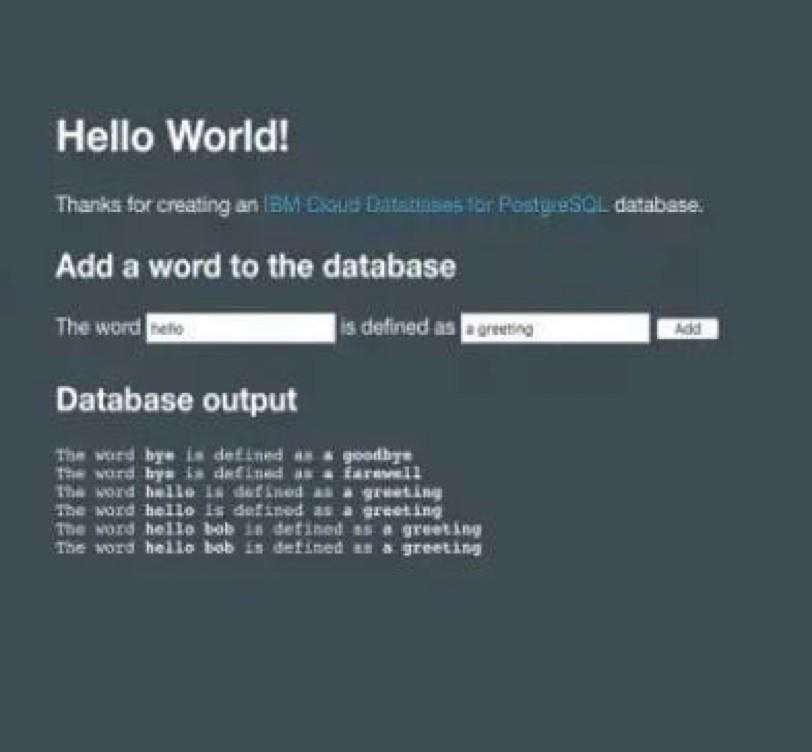 Hello World!
Thanks for creating an IBM Cloud Databases for PostgreSQL database.
Add a word to the database
The word hello is defined as a greeting Add
Database output
The word bye is defined as a goodbye
The word bye is defined as a farewell
The word hello is defined as a greeting
The word hello is defined as a greeting
The word hello bob is defined as a greeting
The word hello bob is defined as a greeting